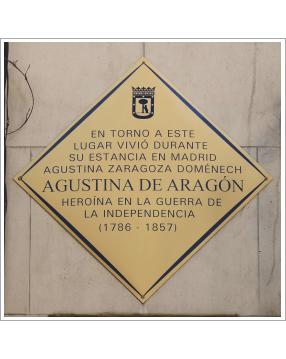 EN TORNO A ESTE
LUGAR VIVIÓ DURANTE
SU ESTANCIA EN MADRID
AGUSTINA ZARAGOZA DOMÉNECH
AGUSTINA DE ARAGÓN
HEROÍNA EN LA GUERRA DE
LA INDEPENDENCIA
(1786 - 1857)